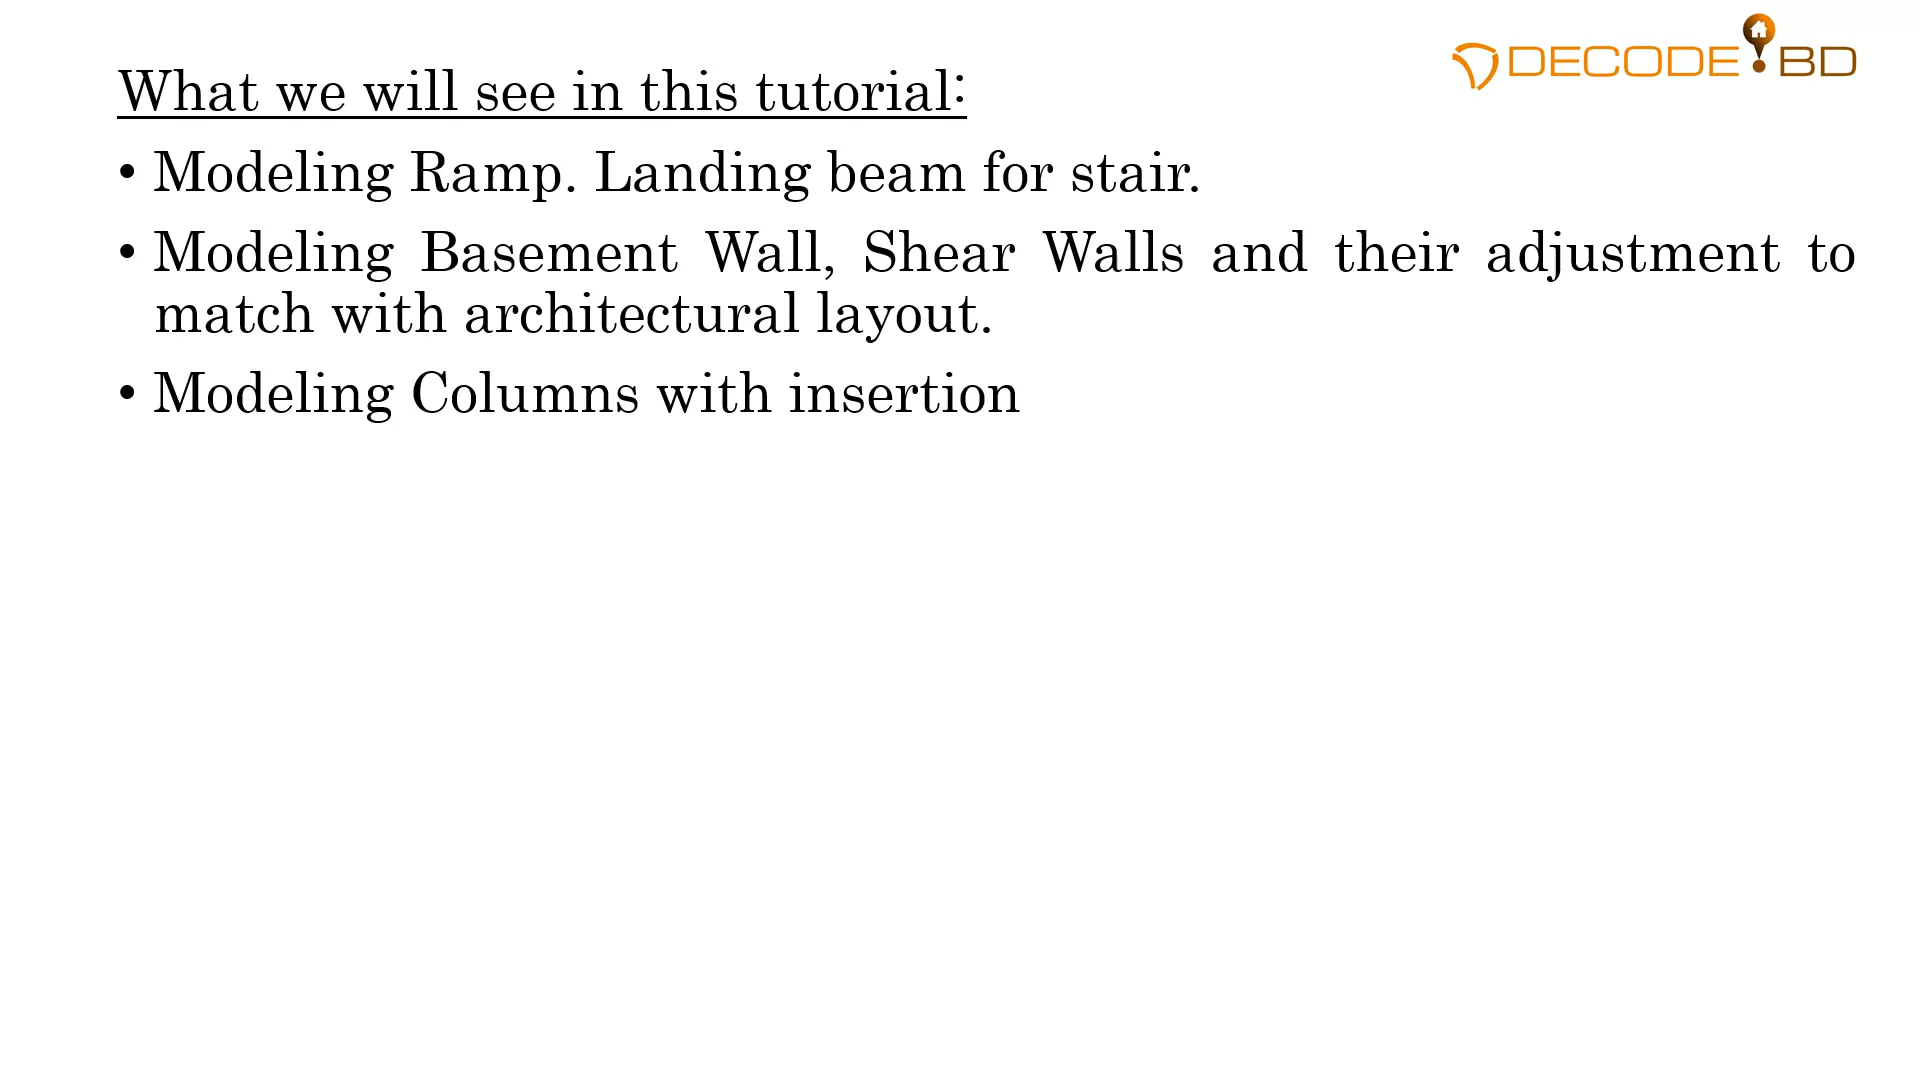 DECODE BD
What we will see in this tutorial:
• Modeling Ramp. Landing beam for stair.
• Modeling Basement Wall, Shear Walls and their adjustment to
match with architectural layout.
• Modeling Columns with insertion